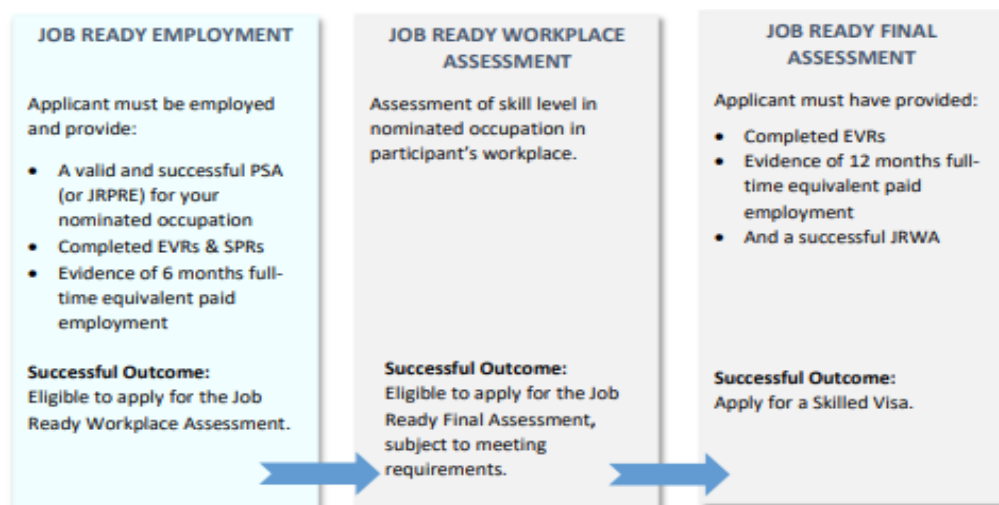 JOB READY EMPLOYMENT
Applicant must be employed
and provide:
• A valid and successful PSA
(or JRPRE) for your
nominated occupation
• Completed EVRs & SPRs
• Evidence of 6 months full-
time equivalent paid
employment
Successful Outcome:
Eligible to apply for the Job
Ready Workplace Assessment.
JOB READY WORKPLACE
ASSESSMENT
Assessment of skill level in
nominated occupation in
participant's workplace.
Successful Outcome:
Eligible to apply for the Job
Ready Final Assessment,
subject to meeting
requirements.
JOB READY FINAL
ASSESSMENT
Applicant must have provided:
• Completed EVRs
• Evidence of 12 months full-
time equivalent paid
employment
• And a successful JRWA
Successful Outcome:
Apply for a Skilled Visa.